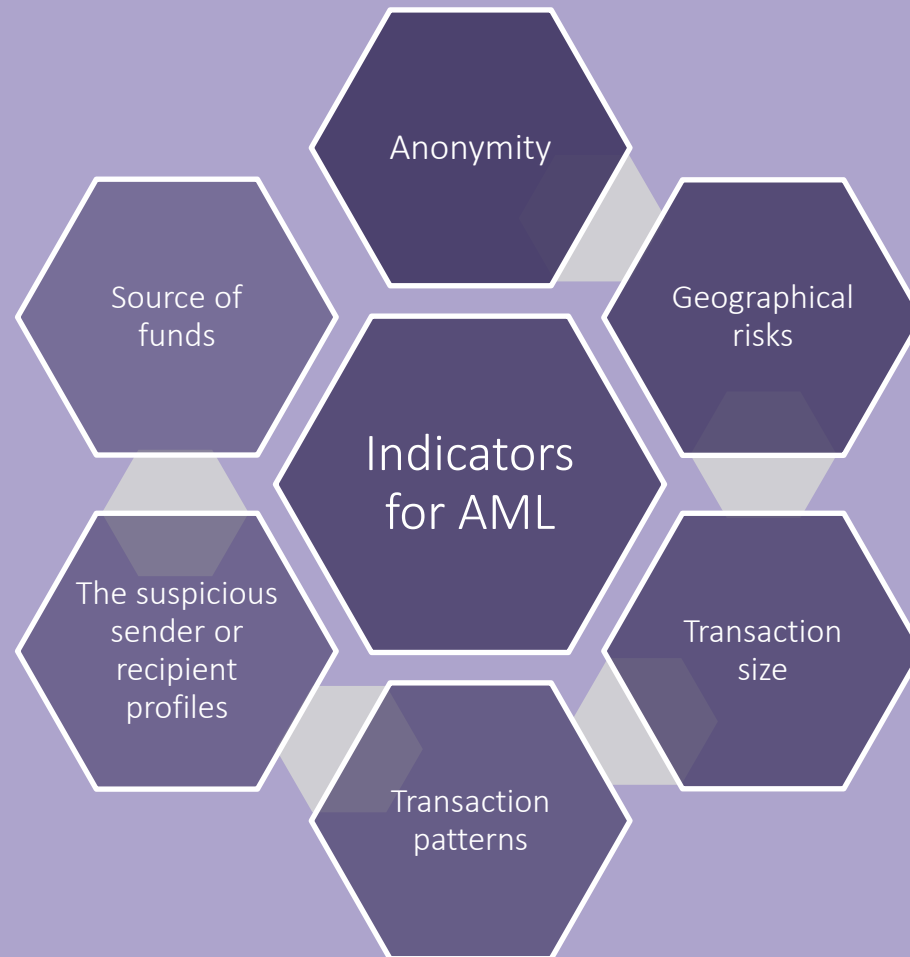 Anonymity
Geographical
risks
Transaction
size
Transaction
patterns
The suspicious
sender or
recipient
profiles
Source of
funds
Indicators
for AML